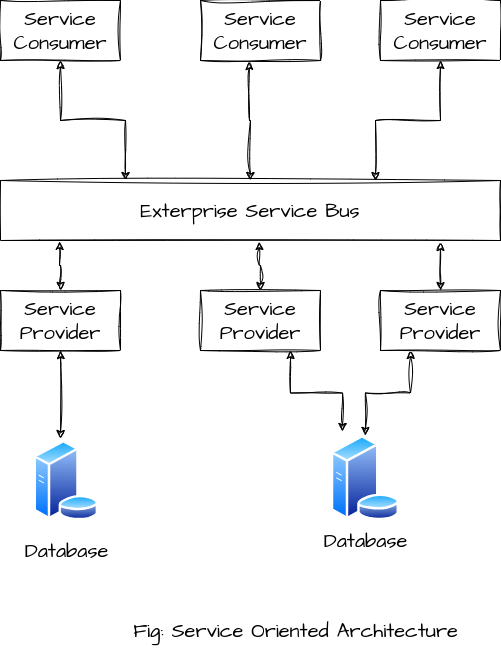 Service
Consumer
Service
Consumer
Service
Consumer
Exterprise Service Bus
Service
Provider
Service
Provider
Service
Provider
Database
Database
Fig: Service Oriented Architecture